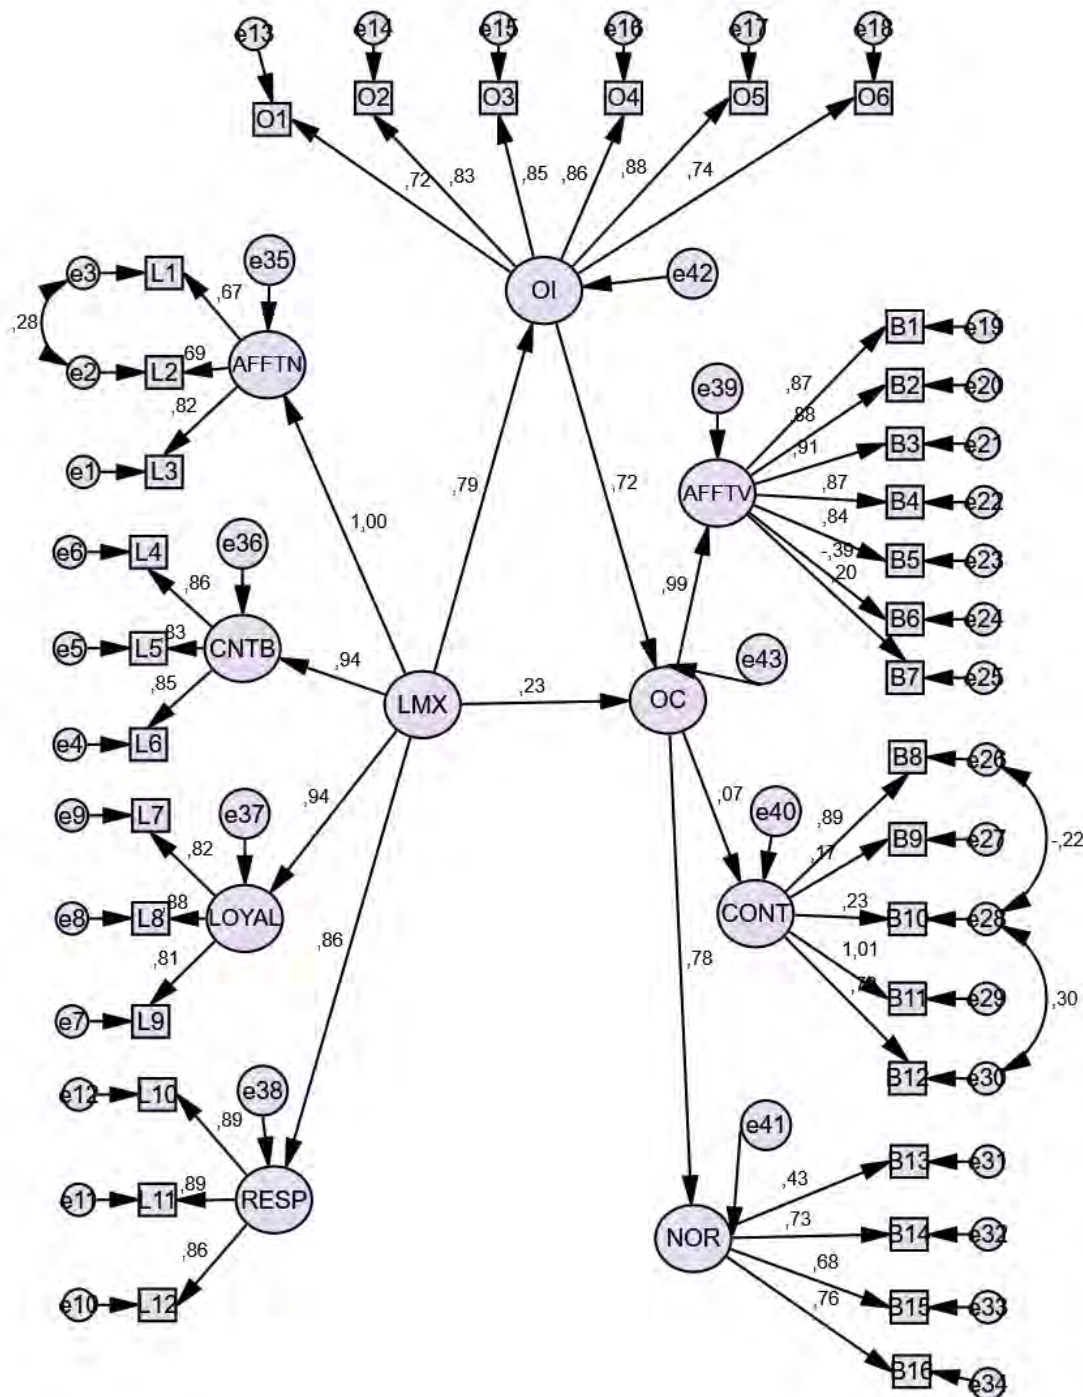 e13 e14 e15 e16 e17 e18
O1 O2 O3 O4 O5 O6
,72 ,83 ,85 ,86 ,88 ,74
e35 OI e42
e3 L1 ,67
,28
e2 L2 ,69 AFFTN
,82
e1 L3
B1 e19
e39 ,87
B2 e20
,88
,91 B3 e21
AFFTV ,87 B4 e22
,84
B5 e23
-,39
,20
B6 e24
B7 e25
,79 ,72
1,00
,99
e6 L4 e36
,86
e5 L5 ,83 CNTB
,94
,85
e4 L6
LMX ,23 OC e43
e9 L7 e37 ,94
,82
e8 L8 ,88 LOYAL
,81
e7 L9
,86
,07 e40
B8 e26
,89
,17 B9 e27
-,22
CONT ,23 B10 e28
1,01
B11 e29
,30
B12 e30
,78
e12 L10 e38
,89
e11 L11 ,89 RESP
,86
e10 L12
e41
,43 B13 e31
NOR ,73 B14 e32
,68
B15 e33
,76
B16 e34